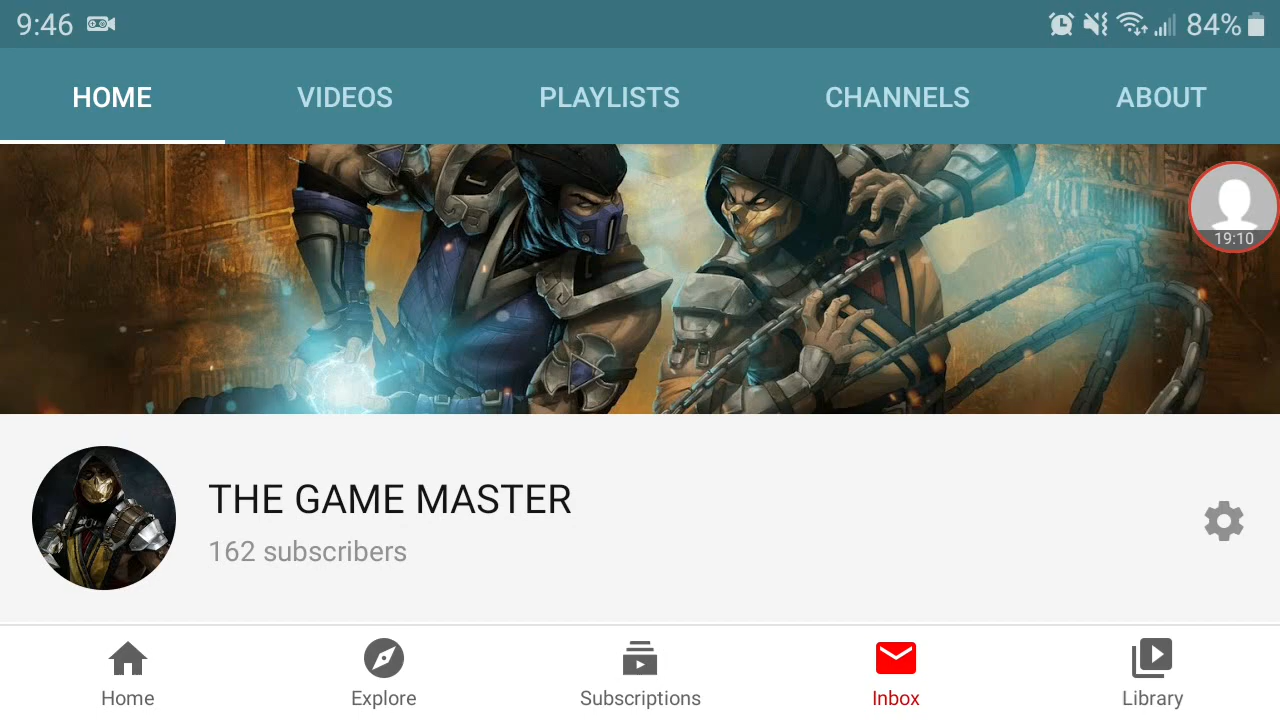 9:46 84%
HOME VIDEOS PLAYLISTS CHANNELS ABOUT
19:10
THE GAME MASTER
162 subscribers
Home Explore Subscriptions Inbox Library